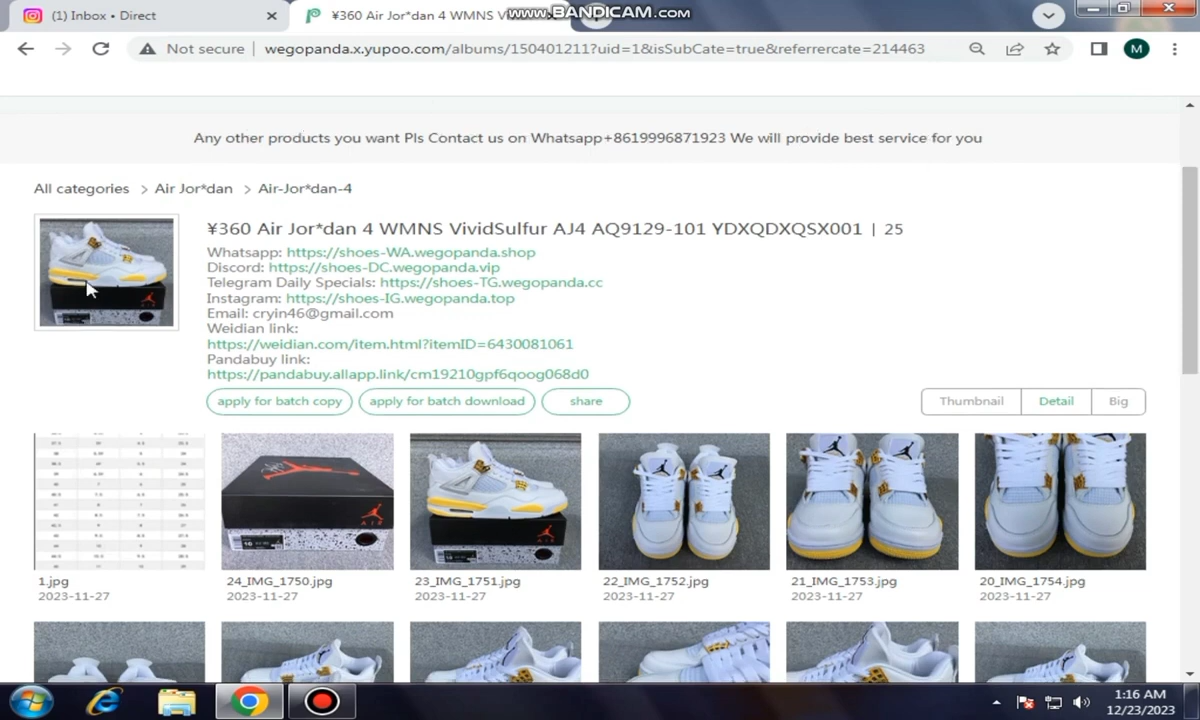 (1) Inbox • Direct
¥360 Air Jor*dan 4 WMNS
www.BANDICAM.com
Not secure
wegopanda.x.yupoo.com/albums/150401211?uid=1&isSubCate=true&referrercate=214463
M
Any other products you want Pls Contact us on Whatsapp+8619996871923 We will provide best service for you
All categories > Air Jor*dan > Air-Jor*dan-4
¥360 Air Jor*dan 4 WMNS VividSulfur AJ4 AQ9129-101 YDXQDXQSX001 | 25
Whatsapp: https://shoes-WA.wegopanda.shop
Discord: https://shoes-DC.wegopanda.vip
Telegram Daily Specials: https://shoes-TG.wegopanda.cc
Instagram: https://shoes-IG.wegopanda.top
Email: cryin46@gmail.com
Weidian link:
https://weidian.com/item.html?itemID=6430081061
Pandabuy link:
https://pandabuy.allapp.link/cm19210gpf6qoog068d0
apply for batch copy
apply for batch download
share
Thumbnail
Detail
Big
AIR
1.jpg
24_IMG_1750.jpg
23_IMG_1751.jpg
22_IMG_1752.jpg
21_IMG_1753.jpg
20_IMG_1754.jpg
2023-11-27
2023-11-27
2023-11-27
2023-11-27
2023-11-27
2023-11-27
1:16 AM
12/23/2023